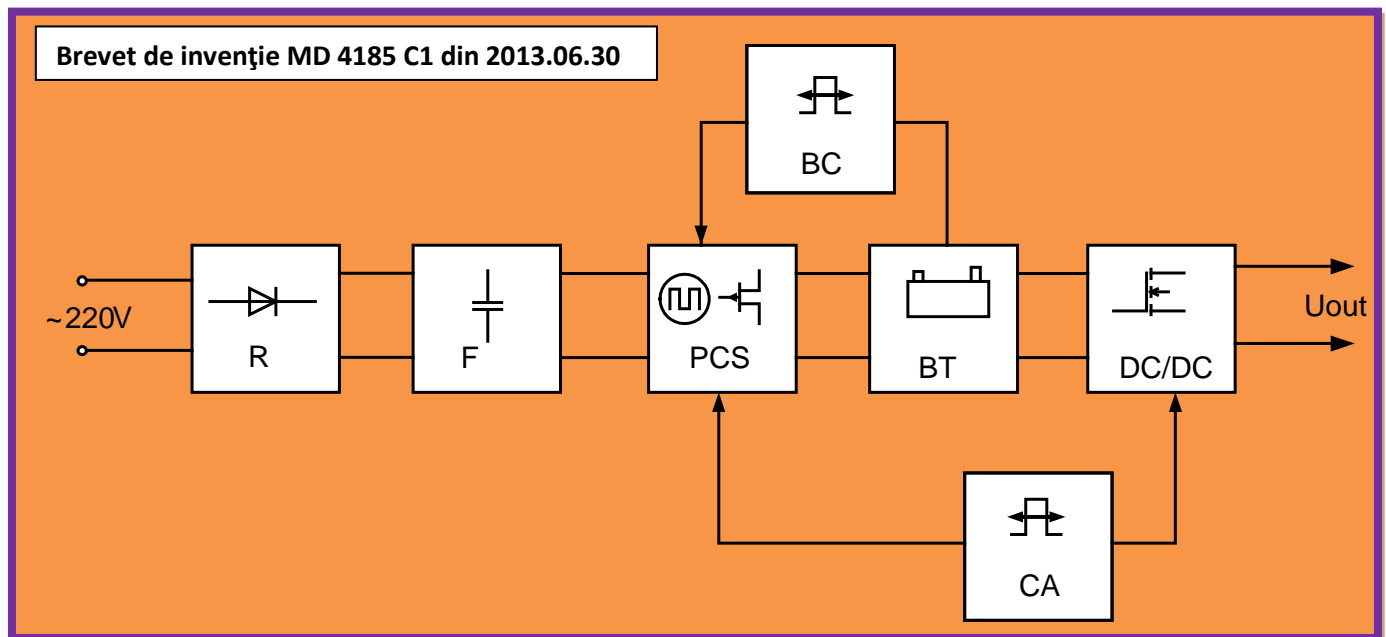 Brevet de invenţie MD 4185 C1 din 2013.06.30
BC
~220V
R
F
PCS
BT
DC/DC
Uout
CA